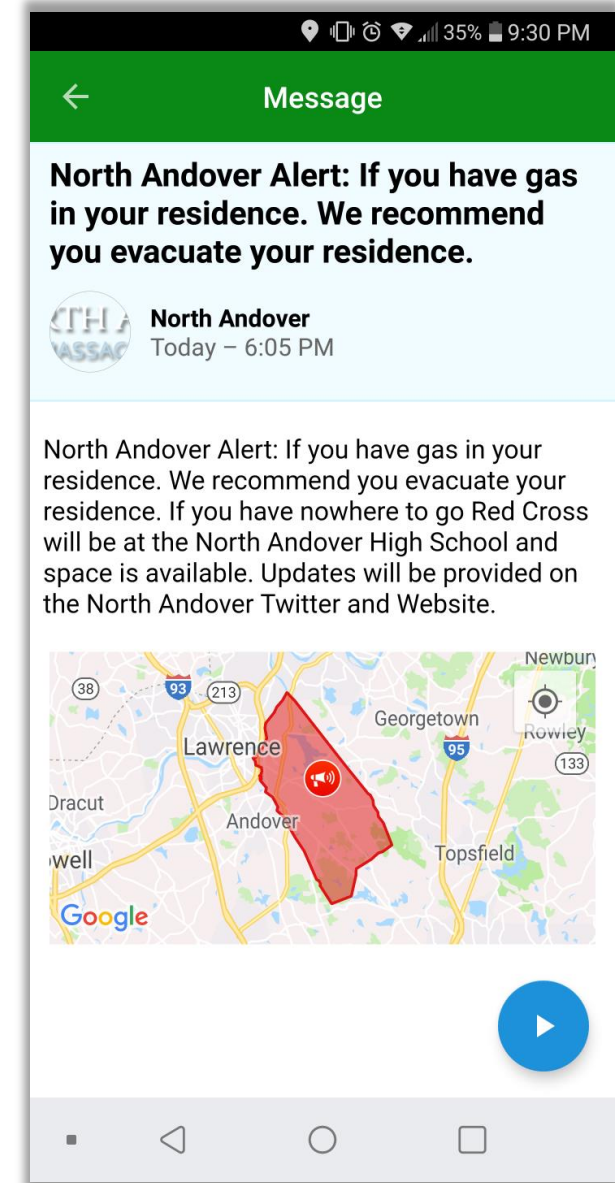 35% 9:30 PM
Message
North Andover Alert: If you have gas
in your residence. We recommend
you evacuate your residence.
RTH A
ASSAC
North Andover
Today – 6:05 PM
North Andover Alert: If you have gas in your
residence. We recommend you evacuate your
residence. If you have nowhere to go Red Cross
will be at the North Andover High School and
space is available. Updates will be provided on
the North Andover Twitter and Website.
Newbury
38
93
213
Georgetown
Rowley
Lawrence
95
133
Dracut
Andover
well
Topsfield
Google